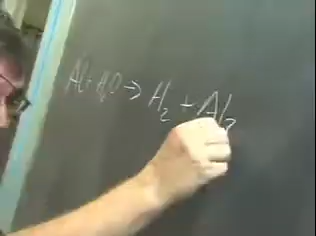 Al + H₂O → H₂ + Al₂